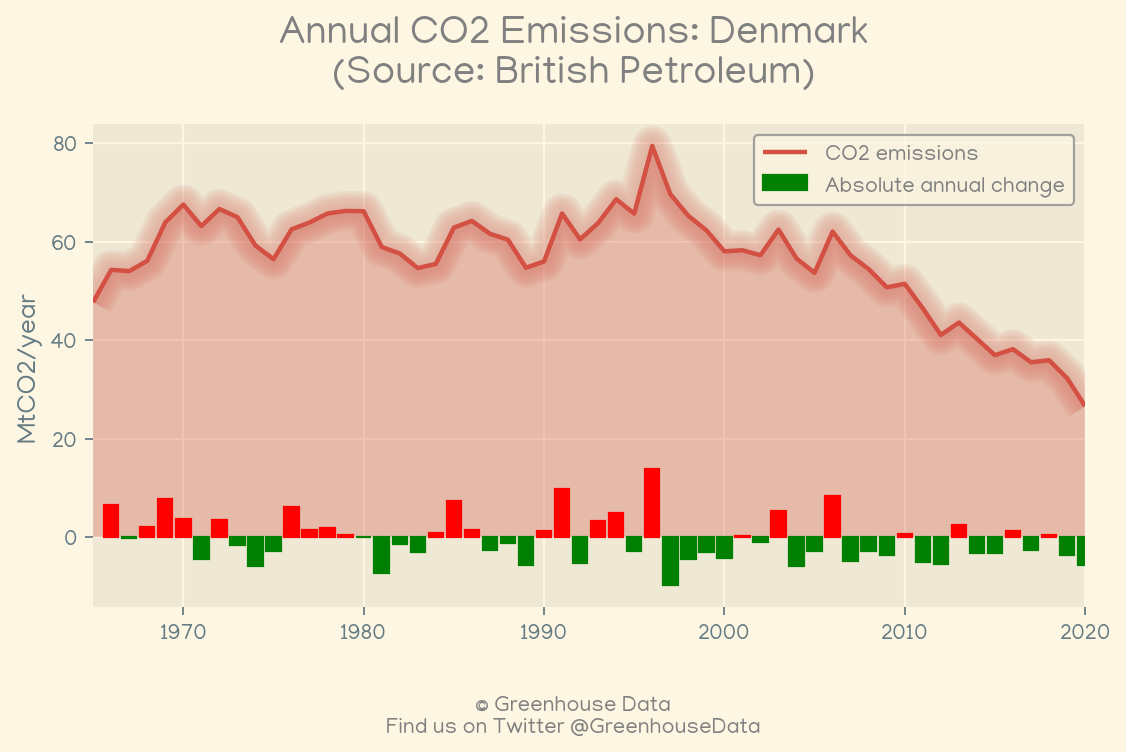 Annual CO2 Emissions: Denmark
(Source: British Petroleum)
CO2 emissions
Absolute annual change
MtCO2/year
80
60
40
20
0
1970
1980
1990
2000
2010
2020
© Greenhouse Data
Find us on Twitter @GreenhouseData